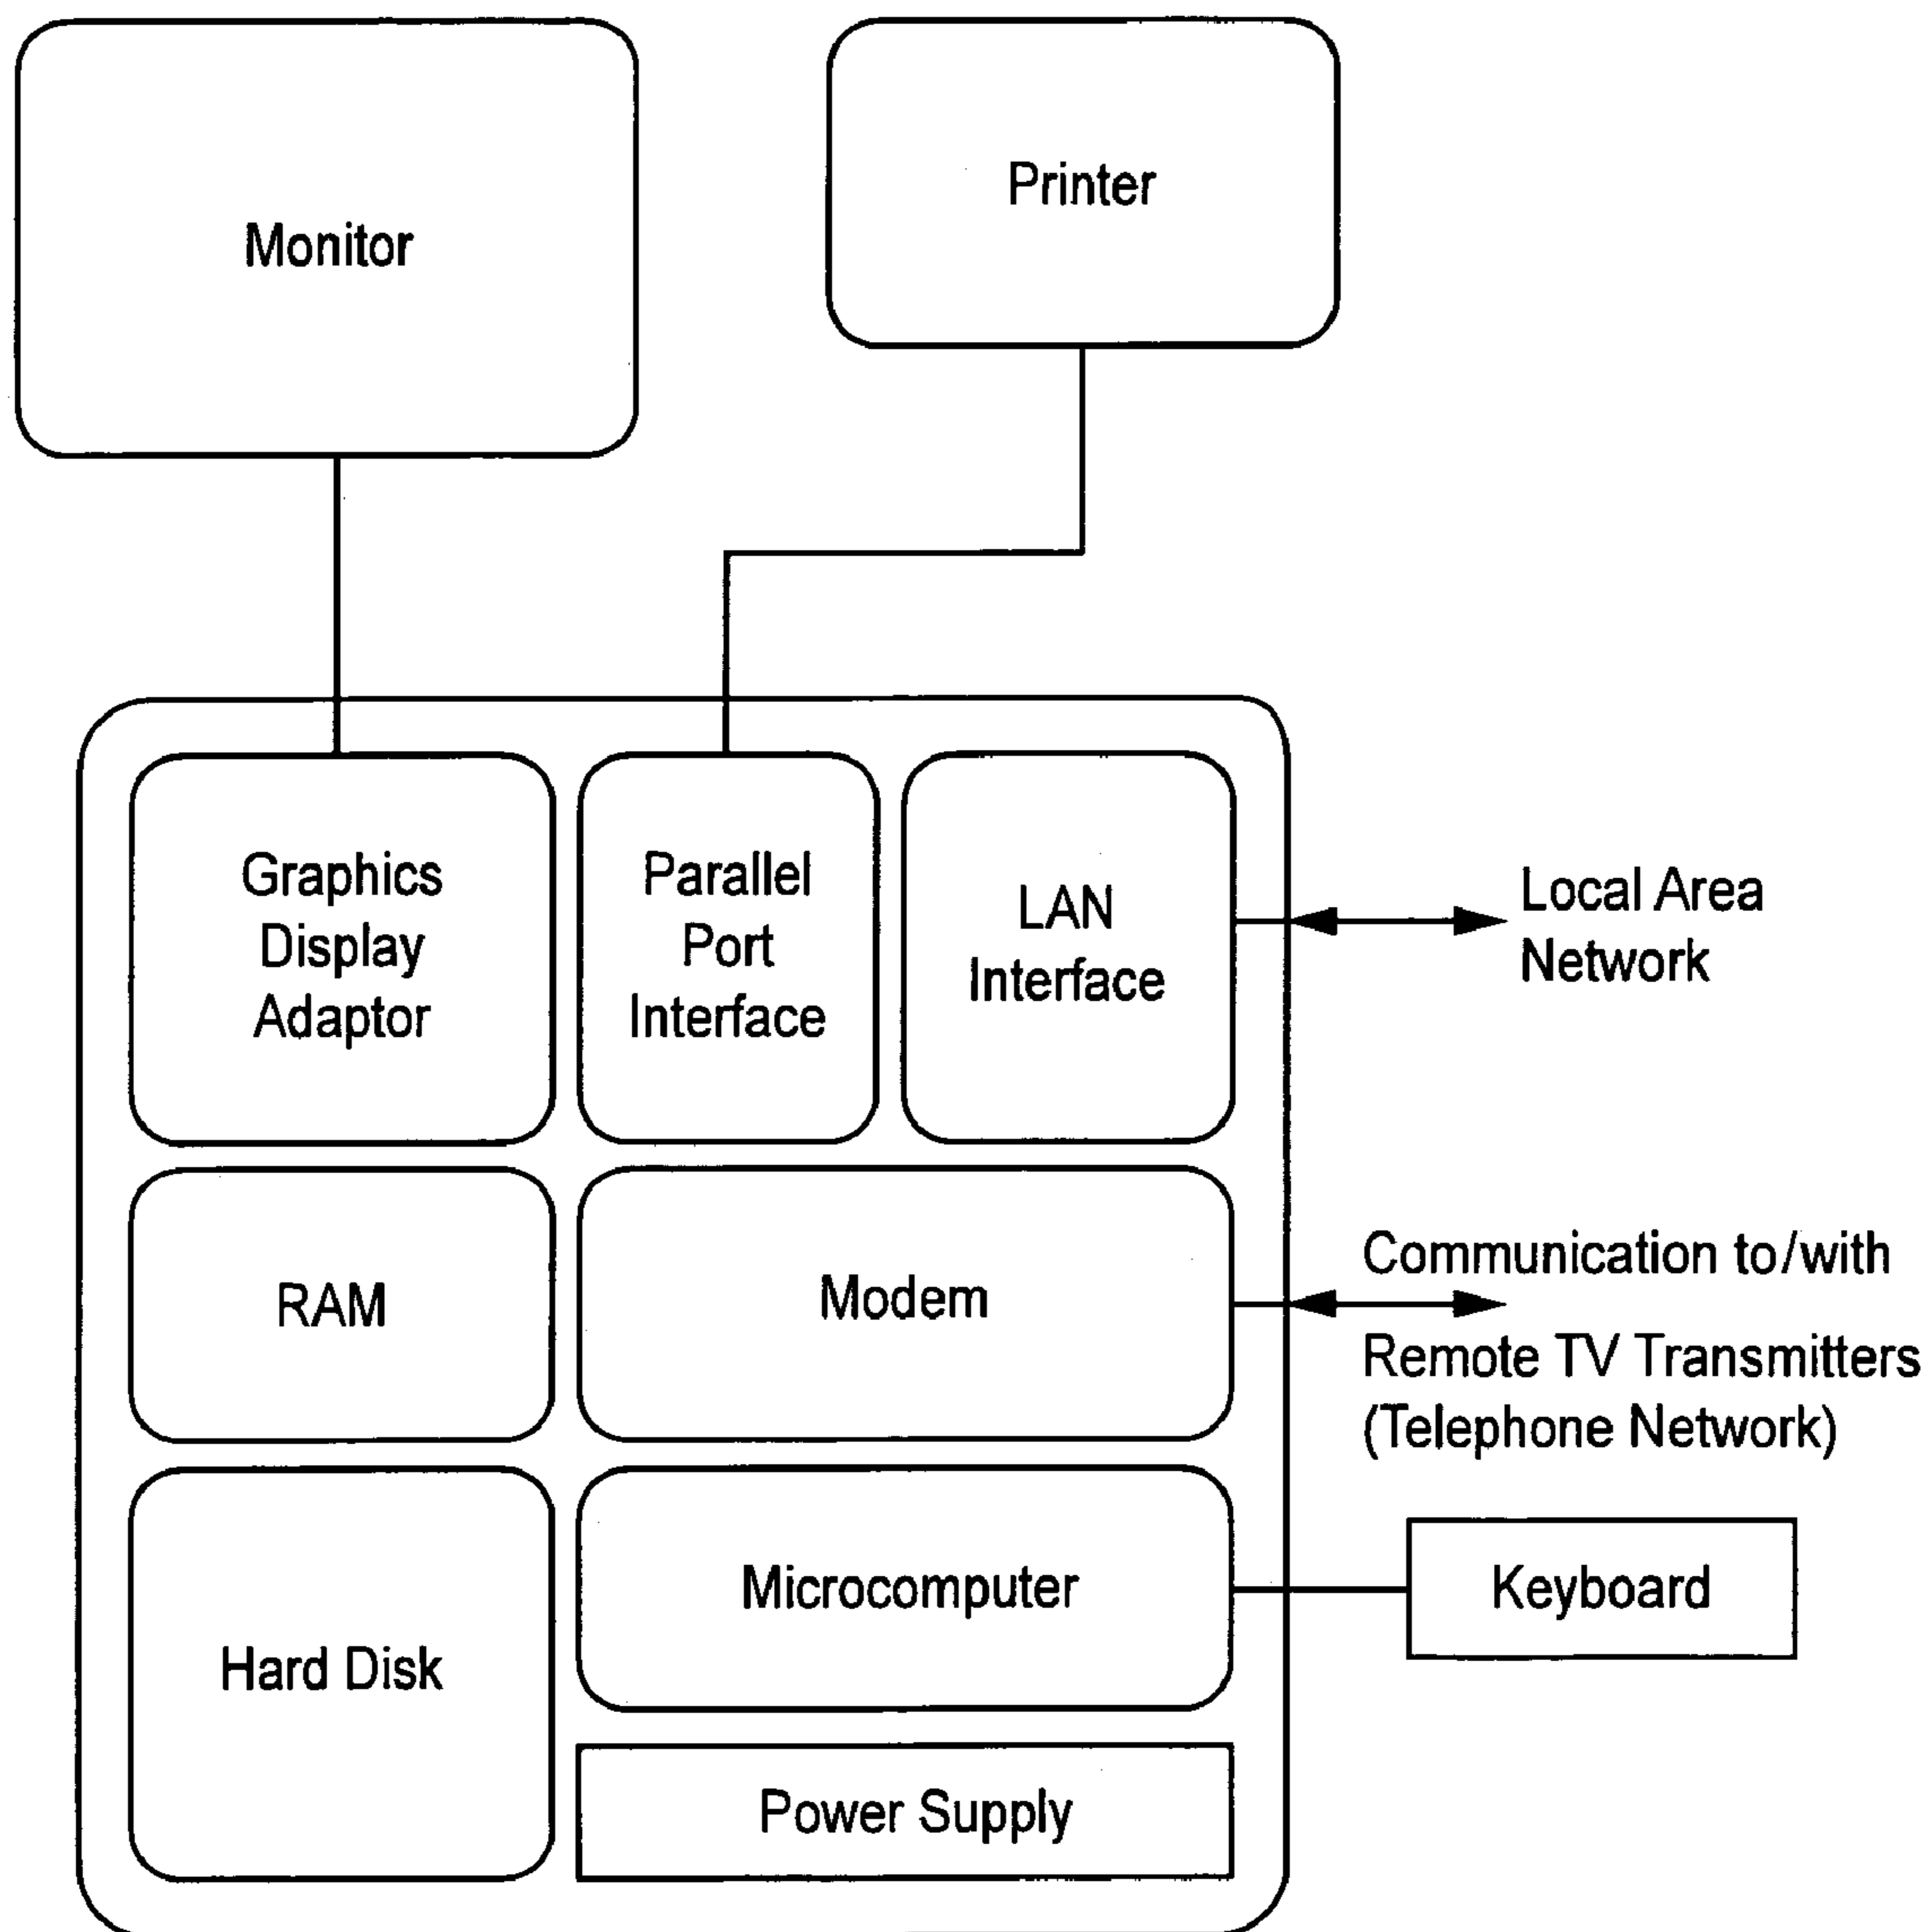 Monitor
Printer
Graphics
Display
Adaptor
Parallel
Port
Interface
LAN
Interface
Local Area
Network
RAM
Modem
Communication to/with
Remote TV Transmitters
(Telephone Network)
Hard Disk
Microcomputer
Keyboard
Power Supply